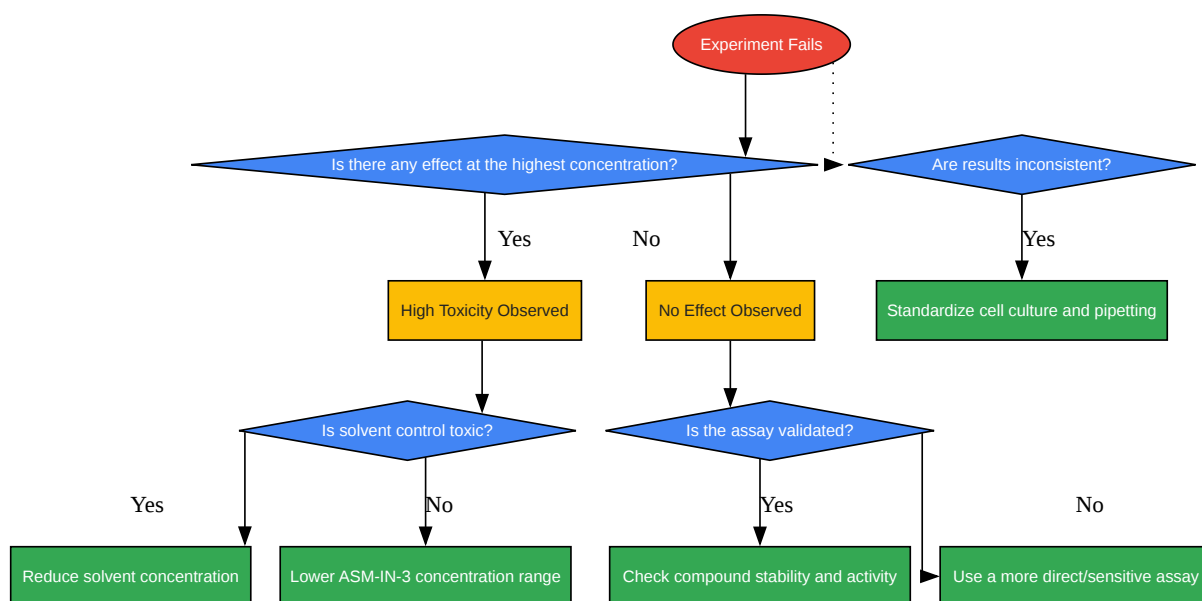 Experiment Fails
Is there any effect at the highest concentration?
Are results inconsistent?
Yes
No
Yes
High Toxicity Observed
No Effect Observed
Standardize cell culture and pipetting
Is solvent control toxic?
Is the assay validated?
Yes
No
Yes
No
Reduce solvent concentration
Lower ASM-IN-3 concentration range
Check compound stability and activity
Use a more direct/sensitive assay